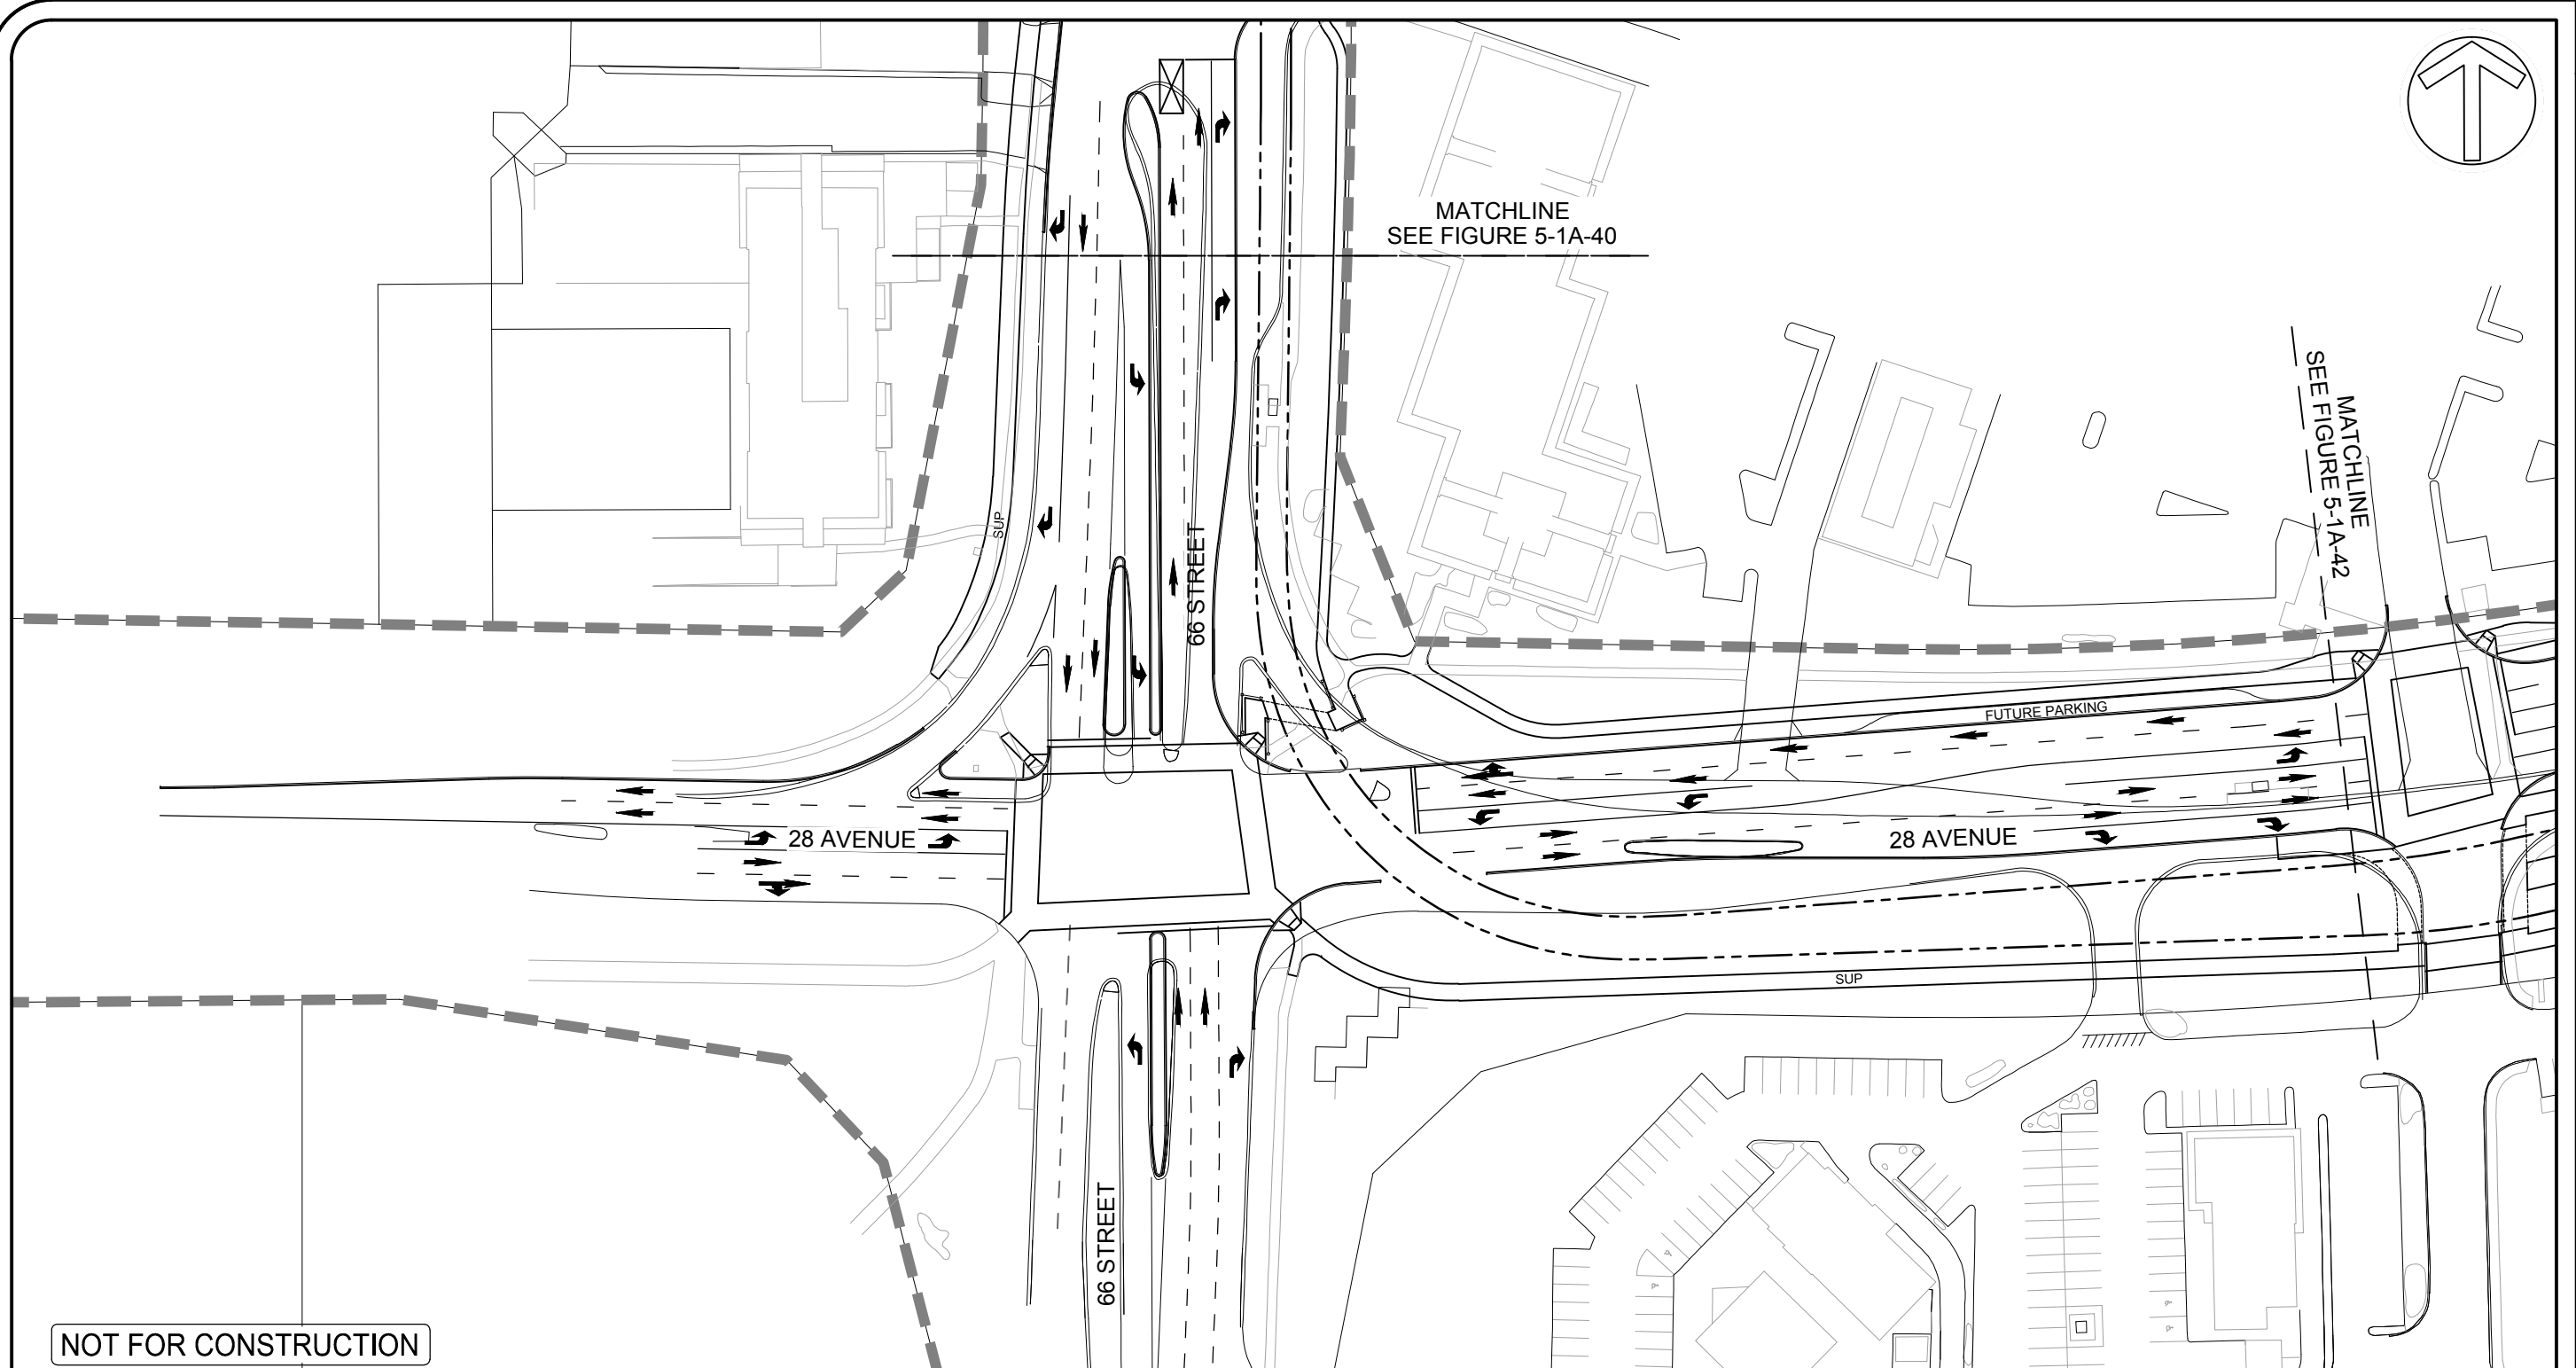 MATCHLINE
SEE FIGURE 5-1A-40
MATCHLINE
SEE FIGURE 5-1A-42
SUP
66 STREET
FUTURE PARKING
28 AVENUE
28 AVENUE
SUP
66 STREET
NOT FOR CONSTRUCTION